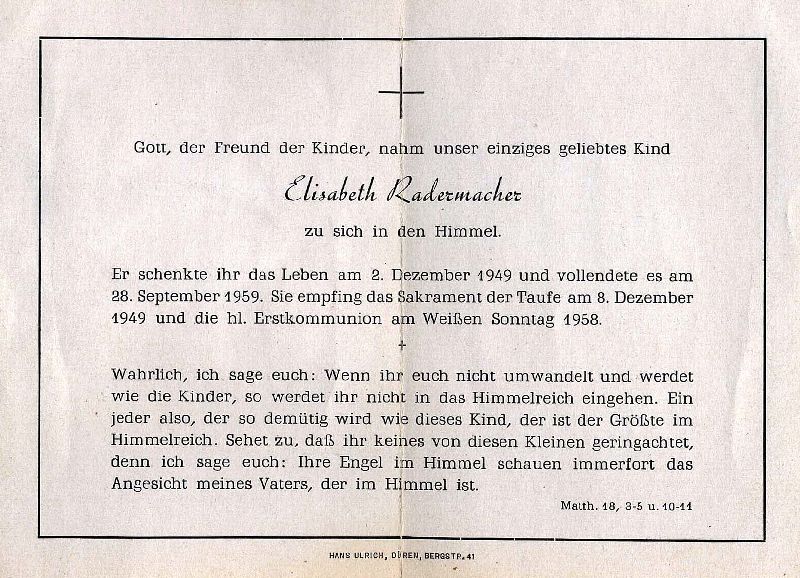 Gott, der Freund der Kinder, nahm unser einziges geliebtes Kind
Elisabeth Radermacher
zu sich in den Himmel.
Er schenkte ihr das Leben am 2. Dezember 1949 und vollendete es am
28. September 1959. Sie empfing das Sakrament der Taufe am 8. Dezember
1949 und die hl. Erstkommunion am Weißen Sonntag 1958.
Wahrlich, ich sage euch: Wenn ihr euch nicht umwandelt und werdet
wie die Kinder, so werdet ihr nicht in das Himmelreich eingehen. Ein
jeder also, der so demütig wird wie dieses Kind, der ist der Größte im
Himmelreich. Sehet zu, daß ihr keines von diesen Kleinen geringachtet,
denn ich sage euch: Ihre Engel im Himmel schauen immerfort das
Angesicht meines Vaters, der im Himmel ist.
Matth. 18, 3-5 u. 10-11
HANS ULRICH, DÜREN, BERGSTR. 41